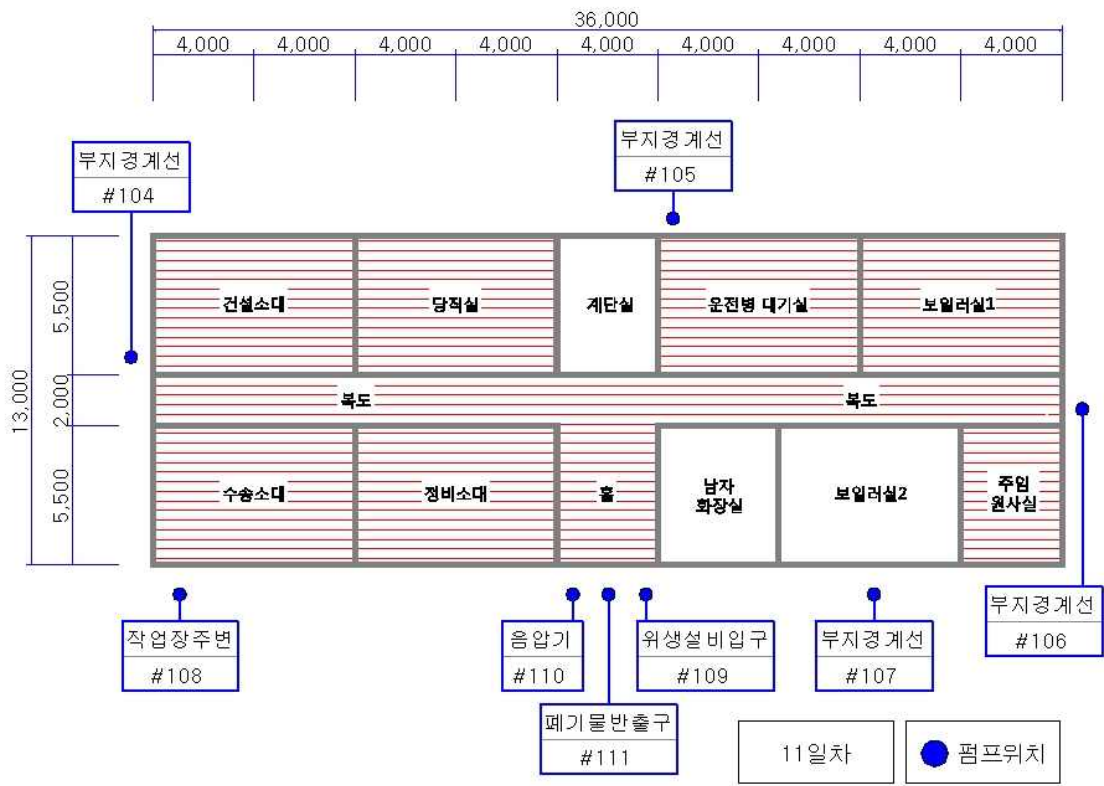 36,000
4,000 4,000 4,000 4,000 4,000 4,000 4,000 4,000 4,000
부지경계선
#104
부지경계선
#105
13,000
5,500
2,000
5,500
건설소대
당직실
계단실
운전병 대기실
보일러실1
복도
복도
수송소대
정비소대
홀
남자
화장실
보일러실2
주임
원사실
부지경계선
#106
작업장주변
#108
음압기
#110
위생설비입구
#109
부지경계선
#107
폐기물반출구
#111
11일차
펌프위치